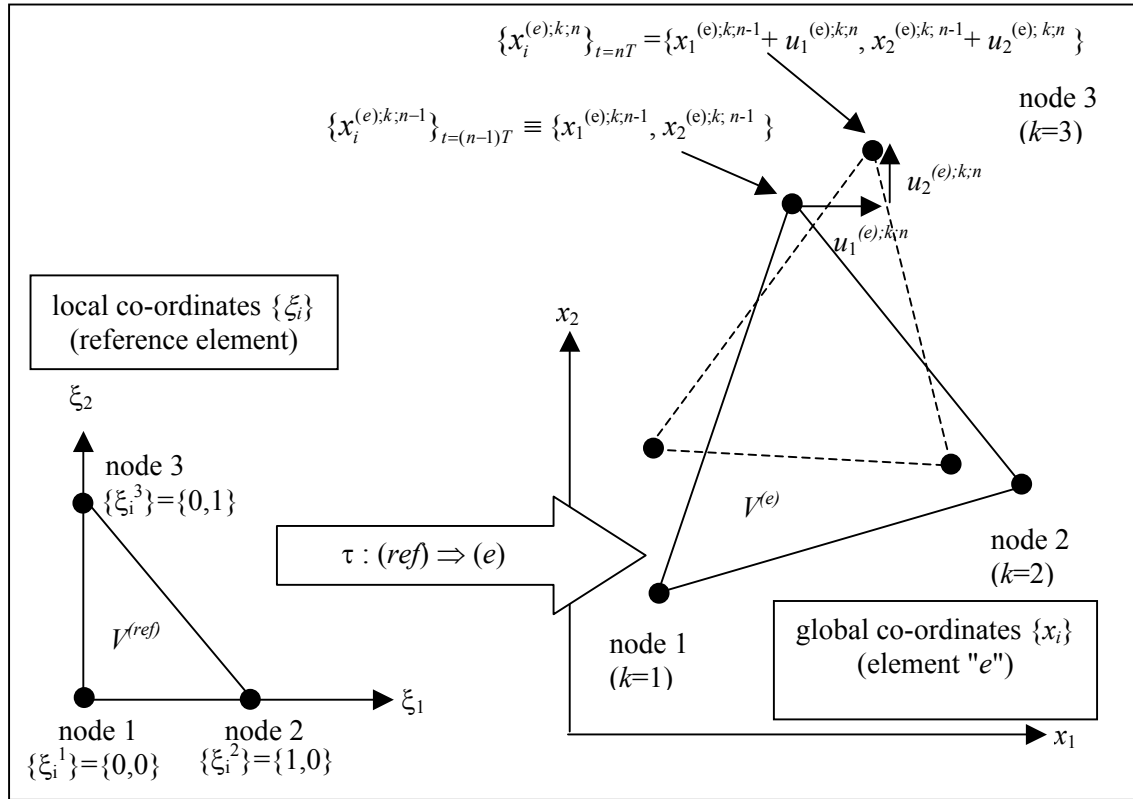 {x_i^{(e);k;n}}_{t=nT} ={x_1^{(e);k;n-1}+ u_1^{(e);k;n}, x_2^{(e);k; n-1}+ u_2^{(e); k;n} }
node 3
(k=3)
{x_i^{(e);k;n−1}}_{t=(n−1)T} ≡ {x_1^{(e);k;n-1}, x_2^{(e);k; n-1} }
u_2^{(e);k;n}
u_1^{(e);k;n}
local co-ordinates {ξ_i}
(reference element)
x_2
ξ_2
node 3
{ξ_i^3}={0,1}
V^{(e)}
τ : (ref) ⇒ (e)
node 2
(k=2)
V^{(ref)}
node 1
(k=1)
global co-ordinates {x_i}
(element "e")
ξ_1
node 1
{ξ_i^1}={0,0}
node 2
{ξ_i^2}={1,0}
x_1